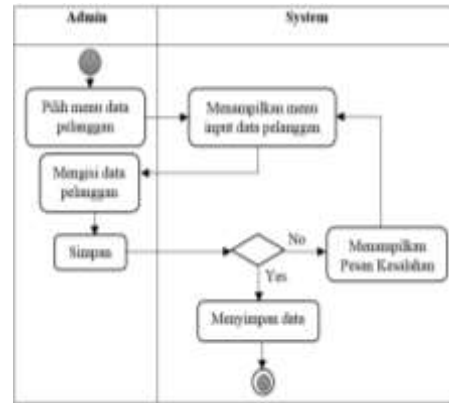 Admin
System
Pilih menu data
pelanggan
Menampilkan menu
input data pelanggan
Mengisi data
pelanggan
Simpan
No
Menampilkan
Pesan Kesalahan
Yes
Menyimpan data